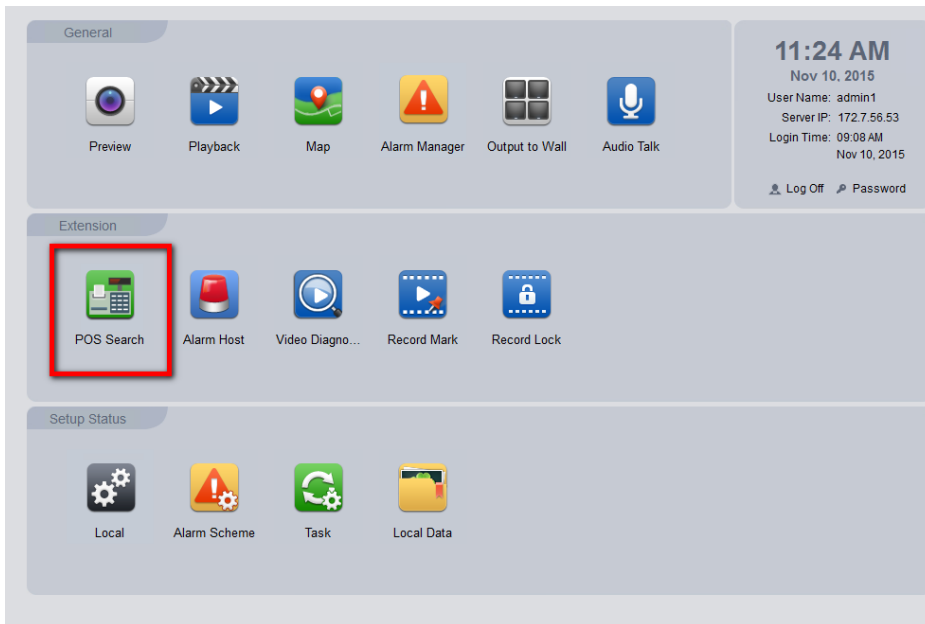 General
Preview
Playback
Map
Alarm Manager
Output to Wall
Audio Talk
11:24 AM
Nov 10, 2015
User Name: admin1
Server IP: 172.7.56.53
Login Time: 09:08 AM
Nov 10, 2015
Log Off Password
Extension
POS Search
Alarm Host
Video Diagno...
Record Mark
Record Lock
Setup Status
Local
Alarm Scheme
Task
Local Data